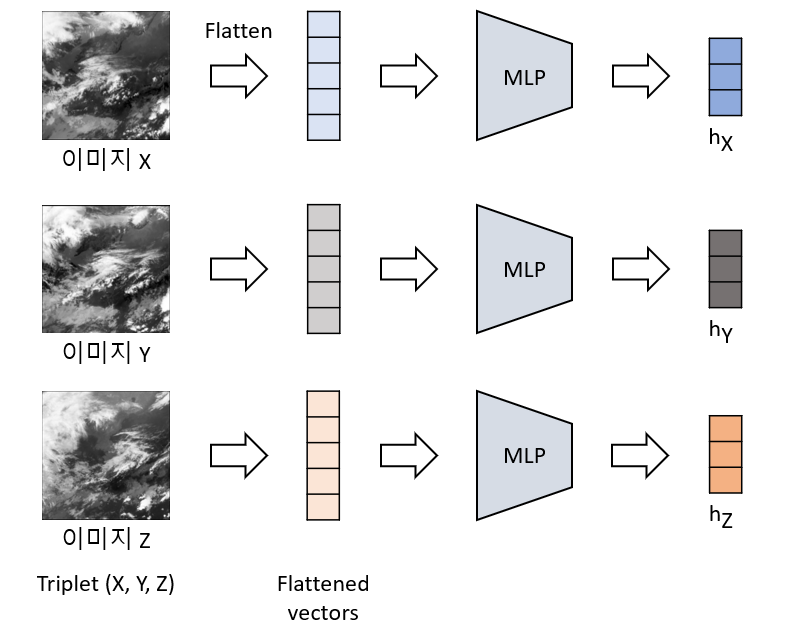 Flatten
MLP
h_X
이미지 X
MLP
h_Y
이미지 Y
MLP
h_Z
이미지 Z
Triplet (X, Y, Z)
Flattened
vectors